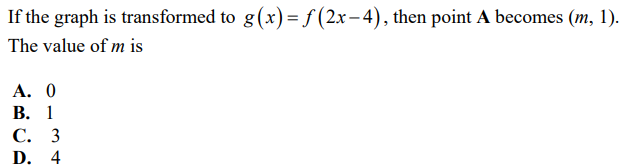 If the graph is transformed to g(x) = f(2x−4), then point A becomes (m, 1).
The value of m is
A. 0
B. 1
C. 3
D. 4